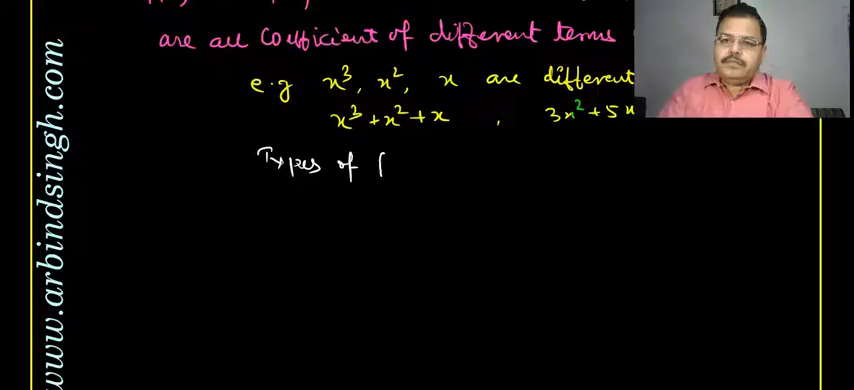 are all coefficient of different terms
e.g x³, x², x are different
x³+x²+x , 3x²+5x
Types of
www.arbindsingh.com